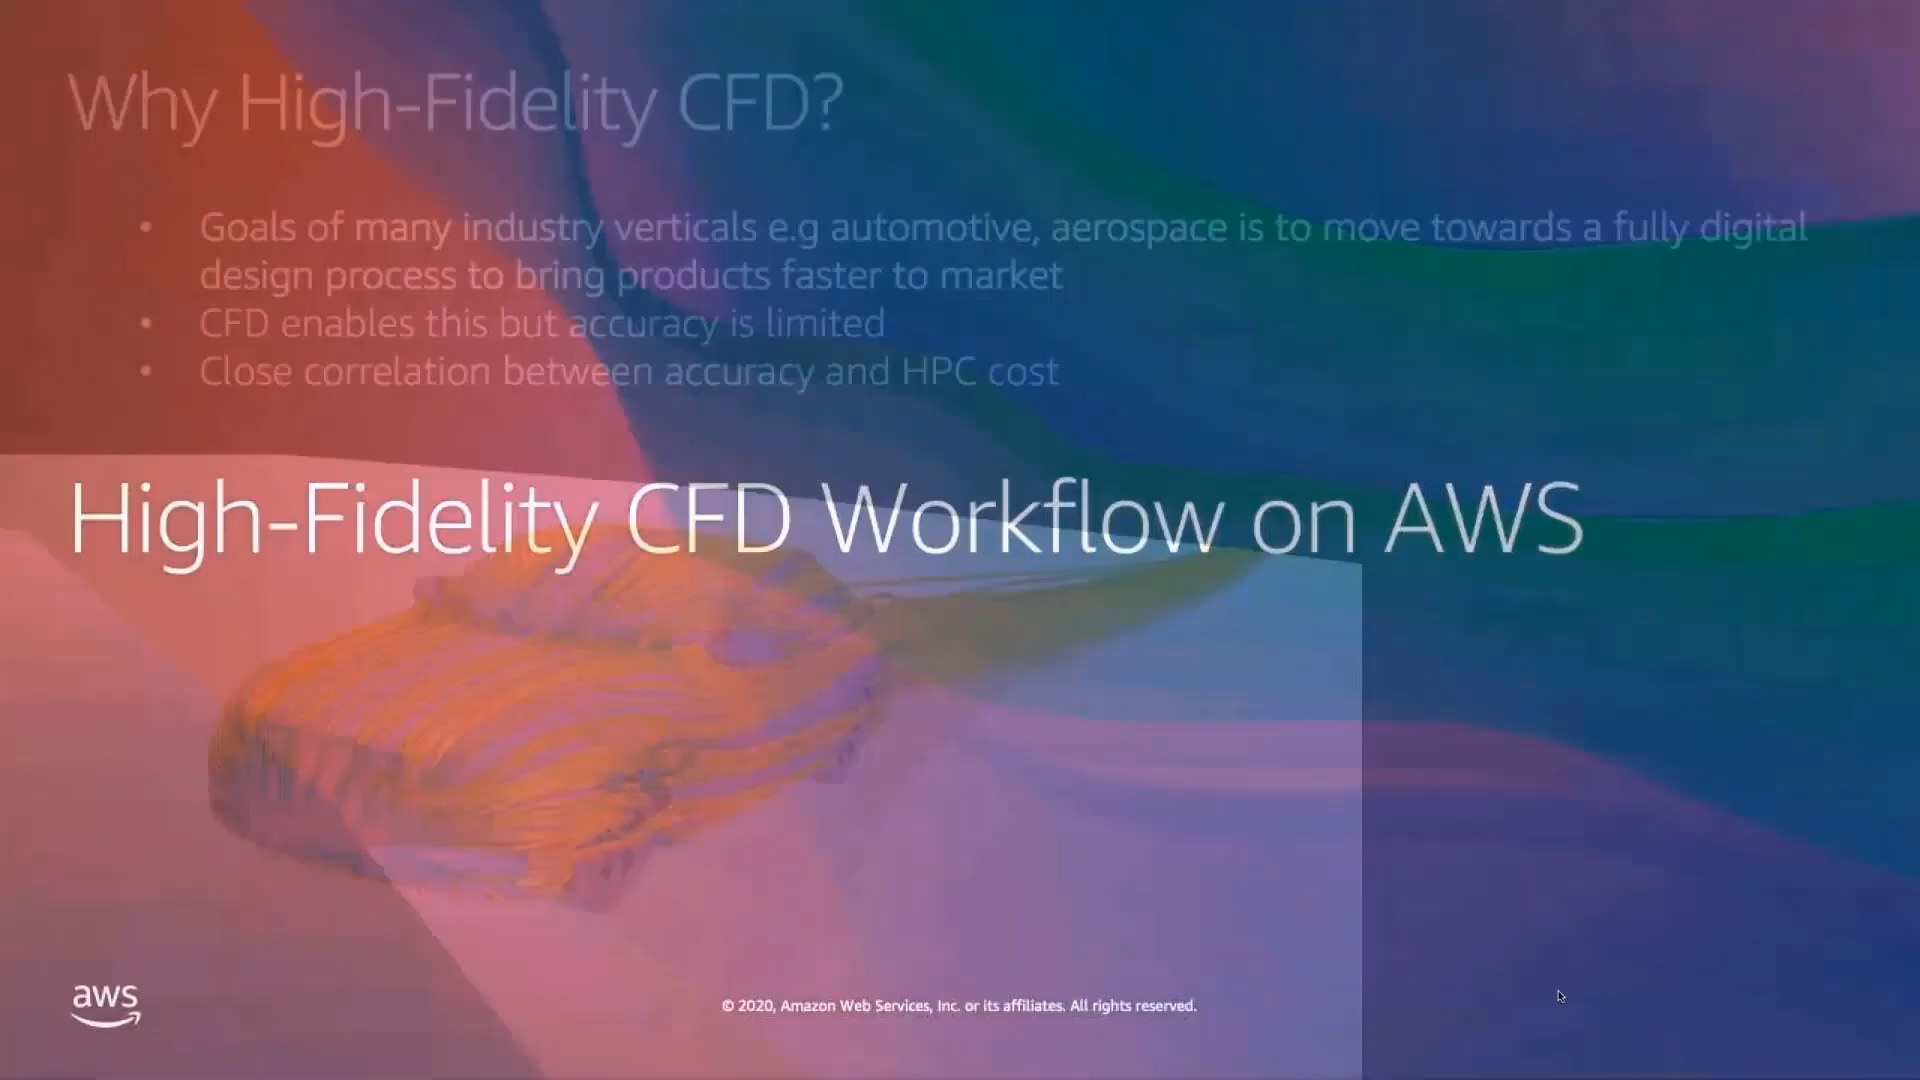 Why High-Fidelity CFD?
• Goals of many industry verticals e.g automotive, aerospace is to move towards a fully digital
design process to bring products faster to market
• CFD enables this but accuracy is limited
• Close correlation between accuracy and HPC cost
High-Fidelity CFD Workflow on AWS
aws
© 2020, Amazon Web Services, Inc. or its affiliates. All rights reserved.